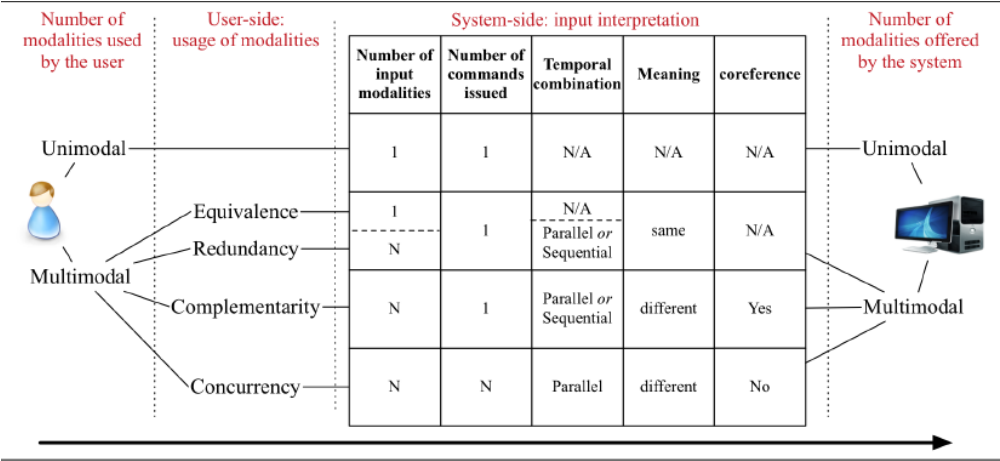 Number of
modalities used
by the user
User-side:
usage of modalities
System-side: input interpretation
Number of
modalities offered
by the system
Number of
input
modalities
Number of
commands
issued
Temporal
combination
Meaning
coreference
Unimodal
1
1
N/A
N/A
N/A
Unimodal
Equivalence
1
N/A
Redundancy
N
1
Parallel or
Sequential
same
N/A
Multimodal
Complementarity
N
1
Parallel or
Sequential
different
Yes
Multimodal
Concurrency
N
N
Parallel
different
No